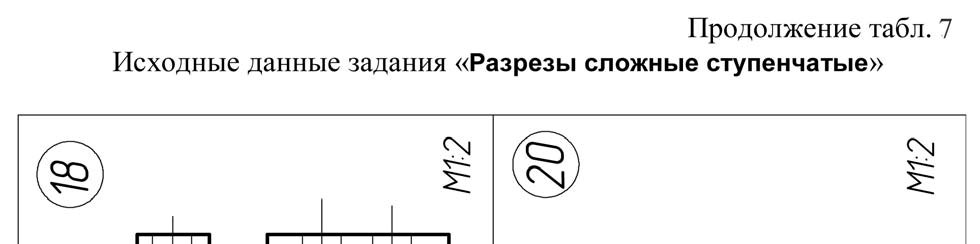 Продолжение табл. 7
Исходные данные задания «Разрезы сложные ступенчатые»
18
М1:2
20
М1:2